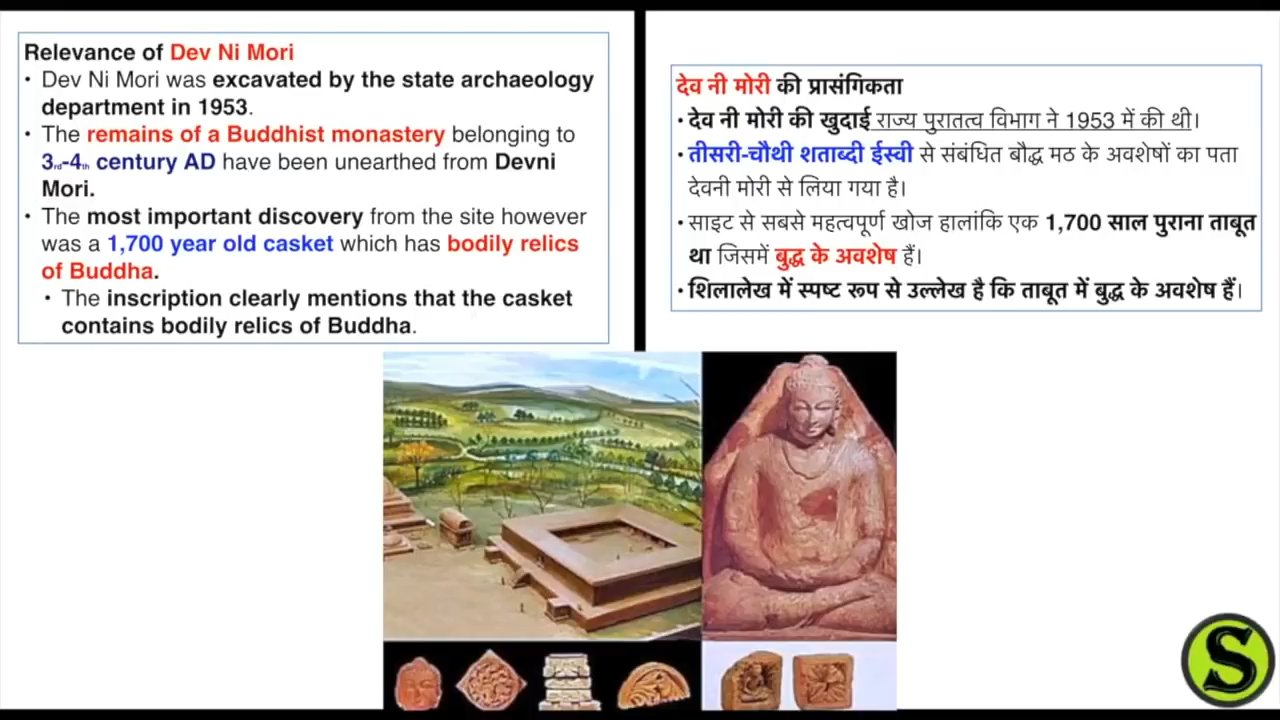 Relevance of Dev Ni Mori
• Dev Ni Mori was excavated by the state archaeology
department in 1953.
• The remains of a Buddhist monastery belonging to
3rd-4th century AD have been unearthed from Devni
Mori.
• The most important discovery from the site however
was a 1,700 year old casket which has bodily relics
of Buddha.
• The inscription clearly mentions that the casket
contains bodily relics of Buddha.
देव नी मोरी की प्रासंगिकता
• देव नी मोरी की खुदाई राज्य पुरातत्व विभाग ने 1953 में की थी।
• तीसरी-चौथी शताब्दी ईस्वी से संबंधित बौद्ध मठ के अवशेषों का पता
देवनी मोरी से लिया गया है।
• साइट से सबसे महत्वपूर्ण खोज हालांकि एक 1,700 साल पुराना ताबूत
था जिसमें बुद्ध के अवशेष हैं।
• शिलालेख में स्पष्ट रूप से उल्लेख है कि ताबूत में बुद्ध के अवशेष हैं।
S